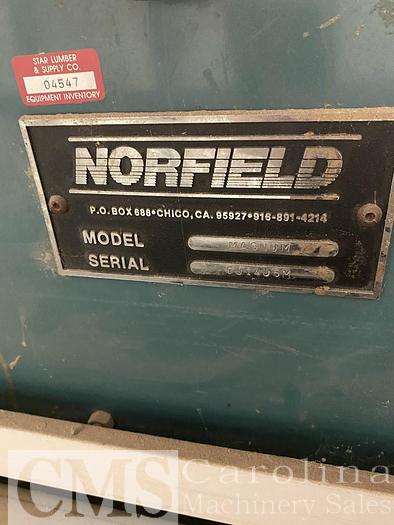 STAR LUMBER
& SUPPLY CO.
04547
EQUIPMENT INVENTORY
NORFIELD
P.O. BOX 688•CHICO, CA. 95927•916-891-4214
MODEL
SERIAL
CMS Carolina
Machinery Sales